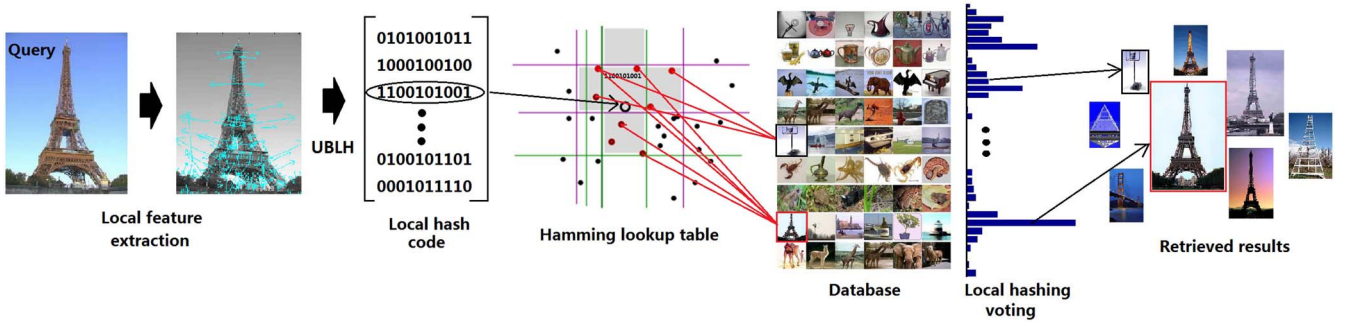 Query
Local feature
extraction
UBLH
0101001011
1000100100
1100101001
0100101101
0001011110
Local hash
code
1100101001
Hamming lookup table
Database
Local hashing
voting
Retrieved results